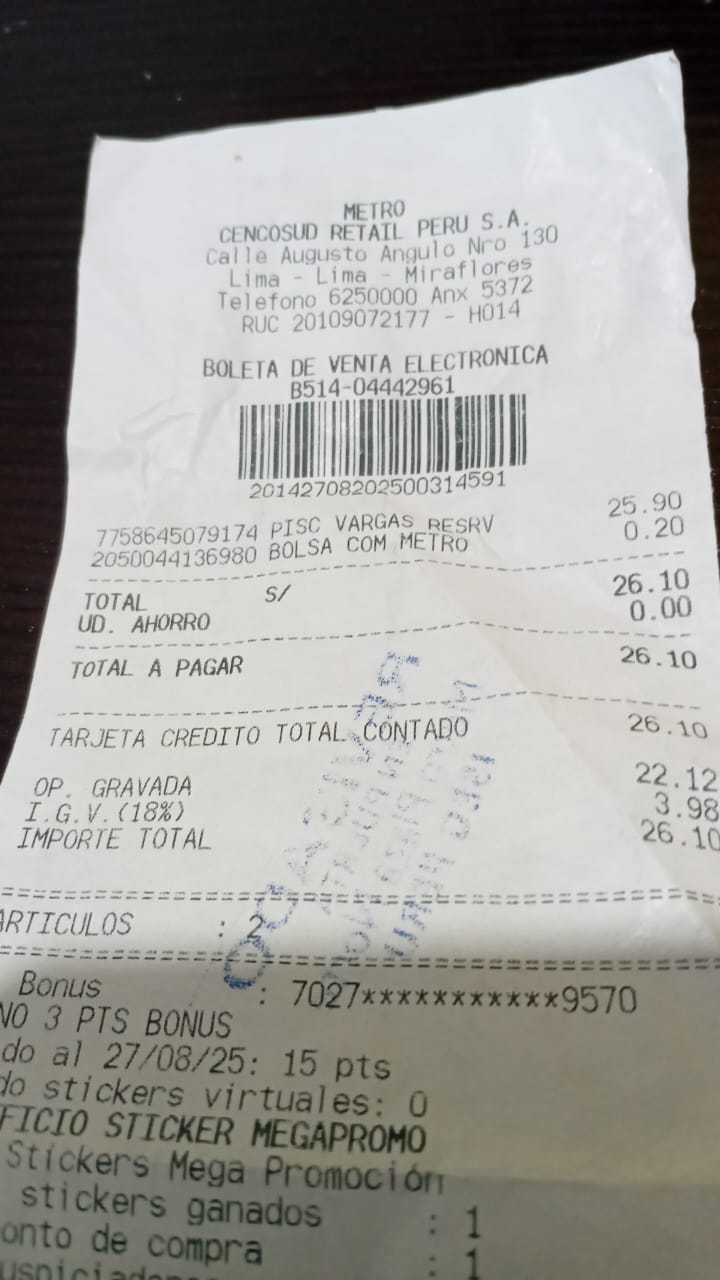 METRO
CENCOSUD RETAIL PERU S.A.
Calle Augusto Angulo Nro 130
Lima - Lima - Miraflores
Telefono 6250000 Anx 5372
RUC 20109072177 - H014
BOLETA DE VENTA ELECTRONICA
B514-04442961
20142708202500314591
7758645079174 PISC VARGAS RESRV 25.90
2050044136980 BOLSA COM METRO 0.20
TOTAL S/ 26.10
UD. AHORRO 0.00
TOTAL A PAGAR 26.10
TARJETA CREDITO TOTAL CONTADO 26.10
OP. GRAVADA 22.12
I.G.V.(18%) 3.98
IMPORTE TOTAL 26.10
ARTICULOS : 2
Bonus : 7027***********9570
NO 3 PTS BONUS
do al 27/08/25: 15 pts
do stickers virtuales: 0
FICIO STICKER MEGAPROMO
Stickers Mega Promoción
stickers ganados : 1
onto de compra : 1